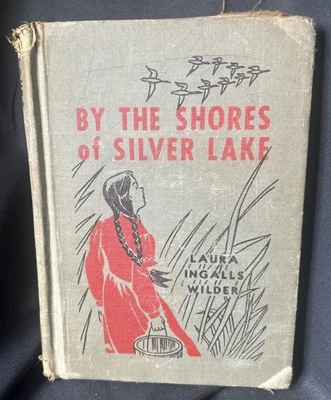 BY THE SHORES
of SILVER LAKE
LAURA
INGALLS
WILDER